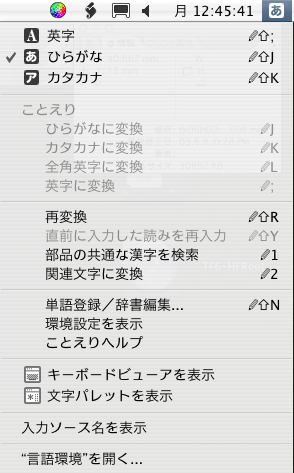 月 12:45:41 あ
A 英字 ⇧;
✓ あ ひらがな ⇧J
ア カタカナ ⇧K
ことえり
ひらがなに変換 J
カタカナに変換 K
全角英字に変換 L
英字に変換 ;
再変換 ⇧R
直前に入力した読みを再入力 ⇧Y
部品の共通な漢字を検索 1
関連文字に変換 2
単語登録／辞書編集... ⇧N
環境設定を表示
ことえりヘルプ
キーボードビューアを表示
文字パレットを表示
入力ソース名を表示
“言語環境”を開く...